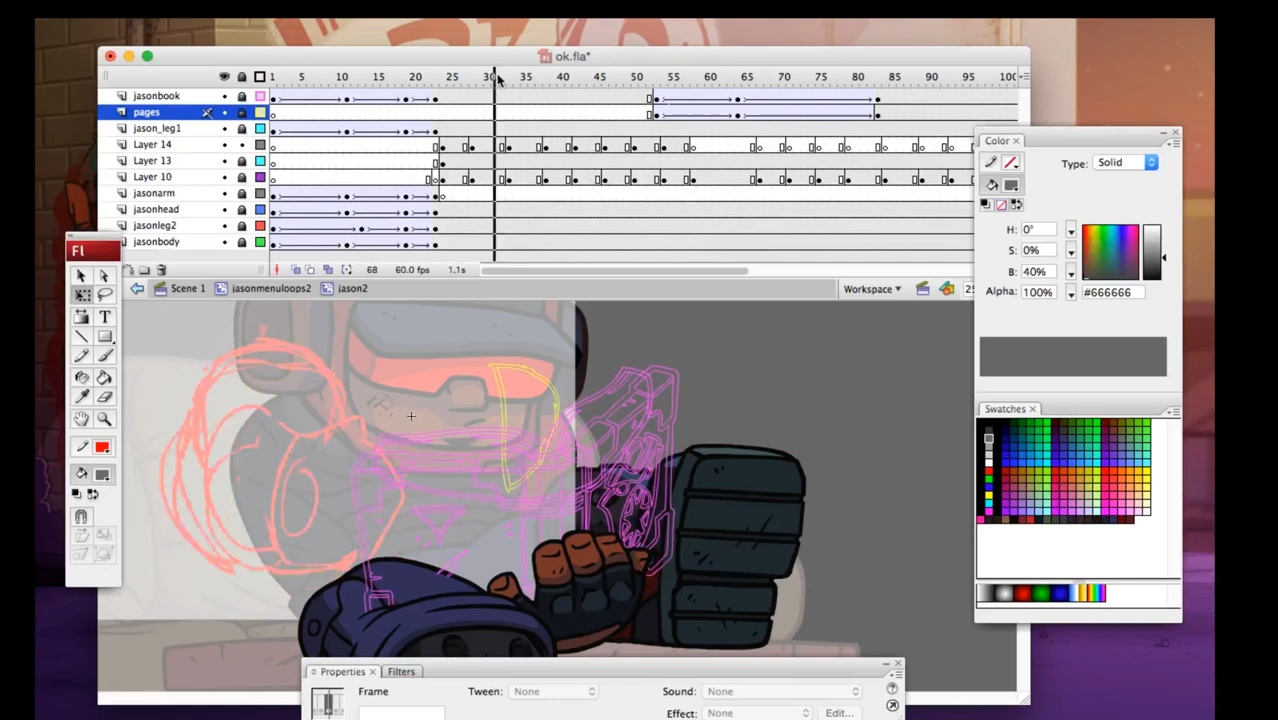 ok.fla*
1 5 10 15 20 25 30 35 40 45 50 55 60 65 70 75 80 85 90 95 100
jasonbook
pages
jason_leg1
Layer 14
Layer 13
Layer 10
jasonarm
jasonhead
jasonleg2
jasonbody
68 60.0 fps 1.1s
Scene 1 jasonmenuloops2 jason2 Workspace
Fl
T
Color
Type: Solid
H: 0°
S: 0%
B: 40%
Alpha: 100% #666666
Swatches
Properties Filters
Frame Tween: None Sound: None
Effect: None Edit...